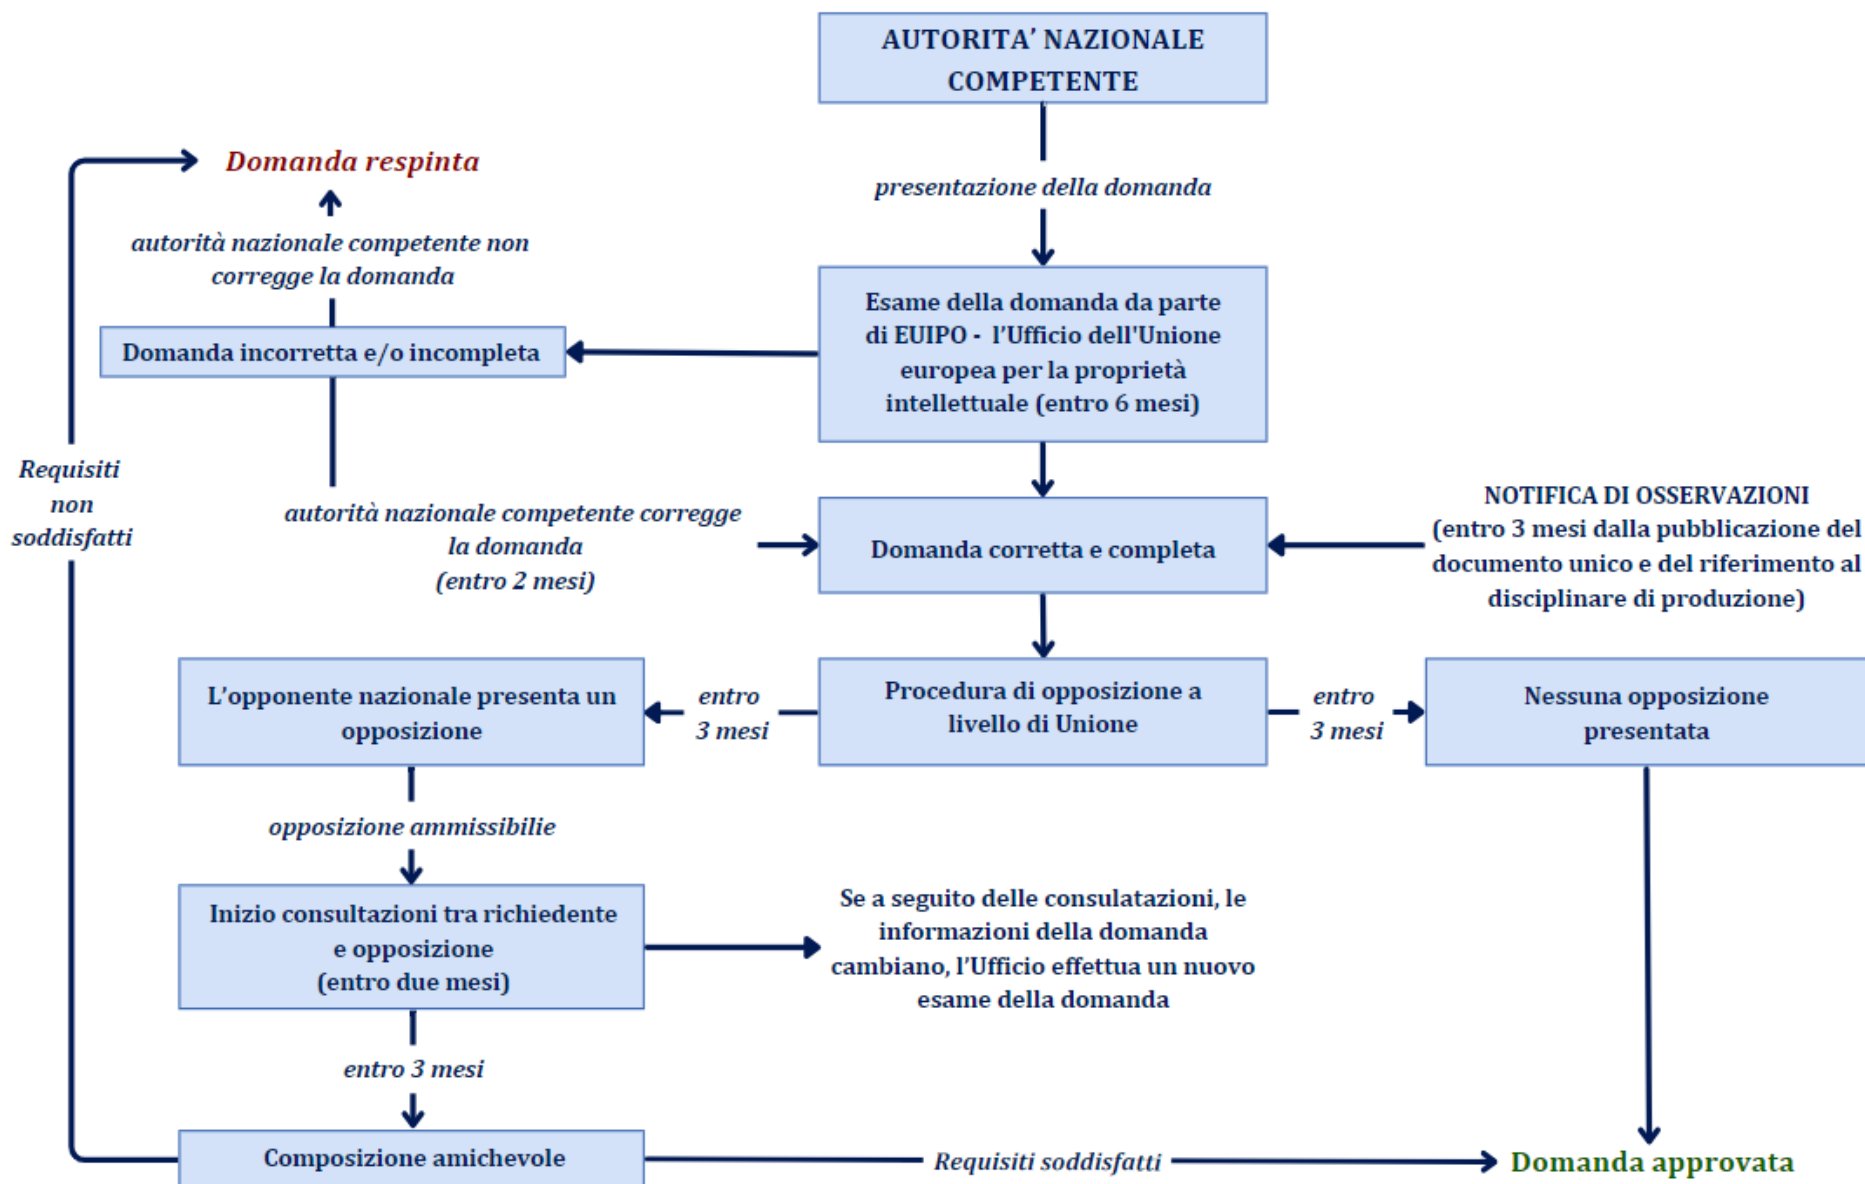 AUTORITA’ NAZIONALE
COMPETENTE
presentazione della domanda
Domanda respinta
autorità nazionale competente non
corregge la domanda
Esame della domanda da parte
di EUIPO - l’Ufficio dell'Unione
europea per la proprietà
intellettuale (entro 6 mesi)
Domanda incorretta e/o incompleta
Requisiti
non
soddisfatti
autorità nazionale competente corregge
la domanda
(entro 2 mesi)
Domanda corretta e completa
NOTIFICA DI OSSERVAZIONI
(entro 3 mesi dalla pubblicazione del
documento unico e del riferimento al
disciplinare di produzione)
L’opponente nazionale presenta un
opposizione
entro
3 mesi
Procedura di opposizione a
livello di Unione
entro
3 mesi
Nessuna opposizione
presentata
opposizione ammissibilie
Inizio consultazioni tra richiedente
e opposizione
(entro due mesi)
Se a seguito delle consulatazioni, le
informazioni della domanda
cambiano, l’Ufficio effettua un nuovo
esame della domanda
entro 3 mesi
Composizione amichevole
Requisiti soddisfatti
Domanda approvata